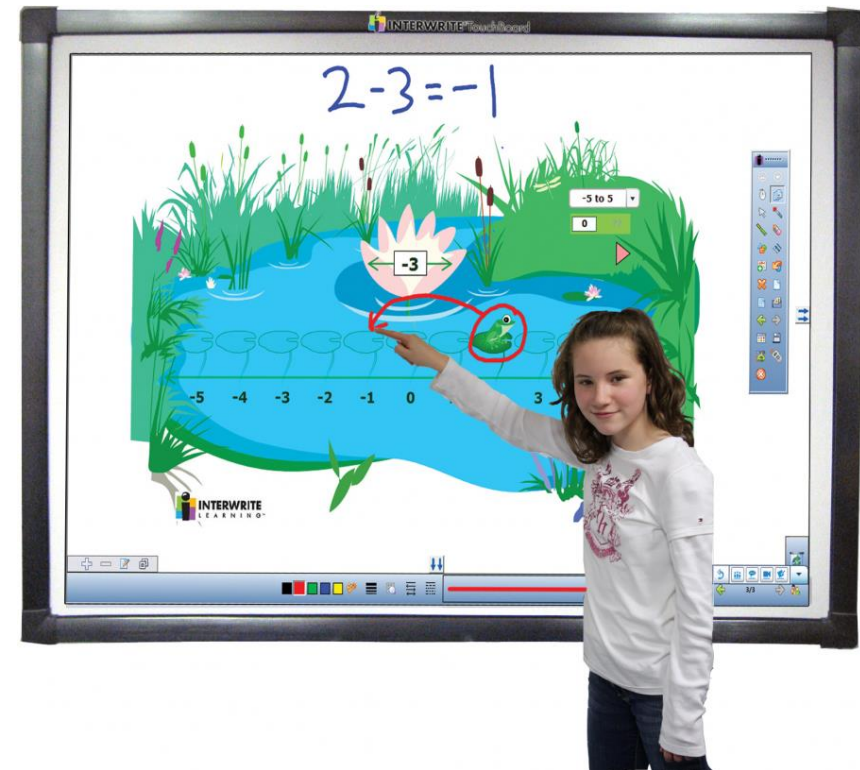 INTERWRITE TouchBoard
2-3=-1
-5 to 5
0
-3
-5 -4 -3 -2 -1 0 3
INTERWRITE
LEARNING
3/3